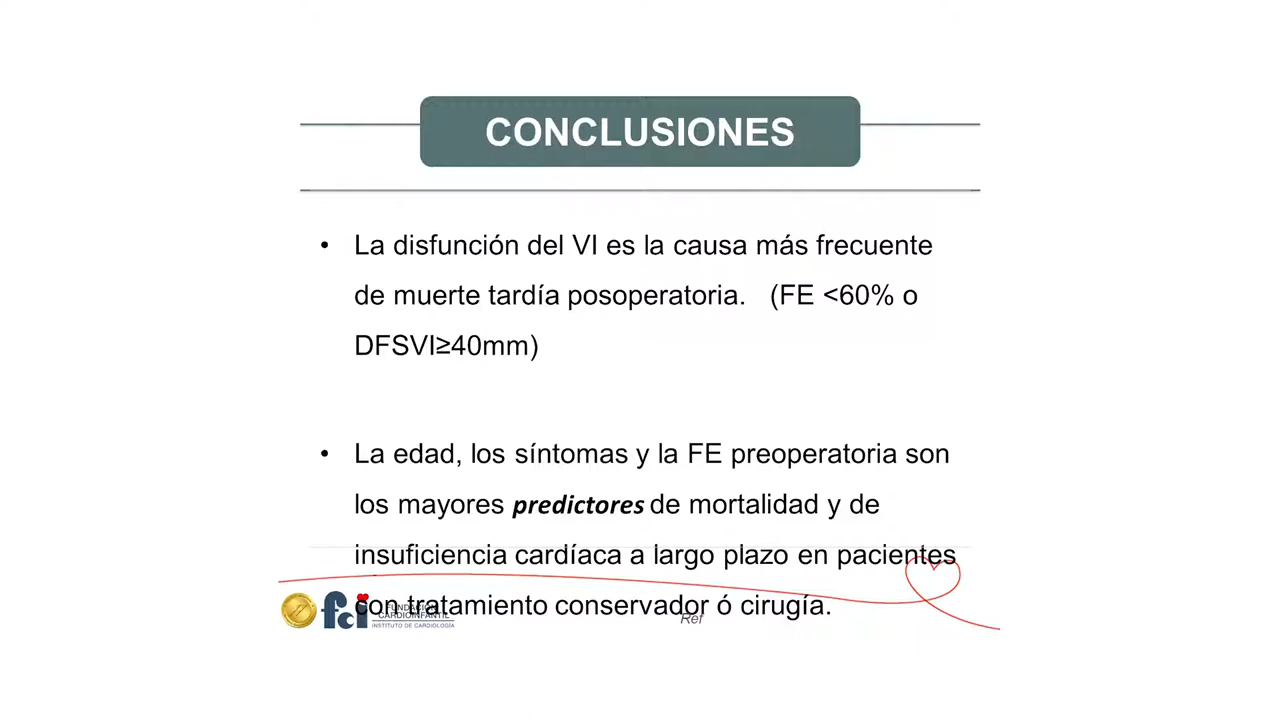 CONCLUSIONES
• La disfunción del VI es la causa más frecuente
de muerte tardía posoperatoria. (FE <60% o
DFSVI≥40mm)
• La edad, los síntomas y la FE preoperatoria son
los mayores predictores de mortalidad y de
insuficiencia cardíaca a largo plazo en pacientes
con tratamiento conservador ó cirugía.
fci FUNDACIÓN
CARDIOINFANTIL
INSTITUTO DE CARDIOLOGÍA
Ref